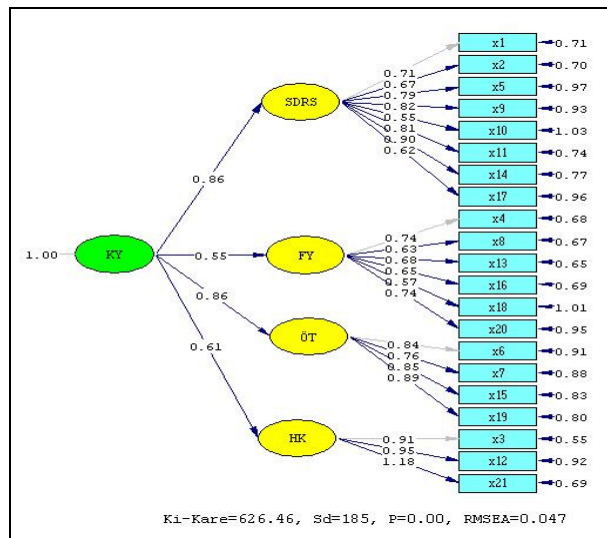 x1 0.71
0.71
x2 0.70
0.67
x5 0.97
0.79
SDRS
x9 0.93
0.82
x10 1.03
0.55
x11 0.74
0.81
x14 0.77
0.90
0.62
x17 0.96
0.86
x4 0.68
0.74
x8 0.67
0.63
1.00 KY 0.55 FY
x13 0.65
0.68
x16 0.69
0.65
x18 1.01
0.57
x20 0.95
0.74
0.86
ÖT
x6 0.91
0.84
x7 0.88
0.76
x15 0.83
0.85
x19 0.80
0.89
0.61
HK
x3 0.55
0.91
x12 0.92
0.95
x21 0.69
1.18
Ki-Kare=626.46, Sd=185, P=0.00, RMSEA=0.047